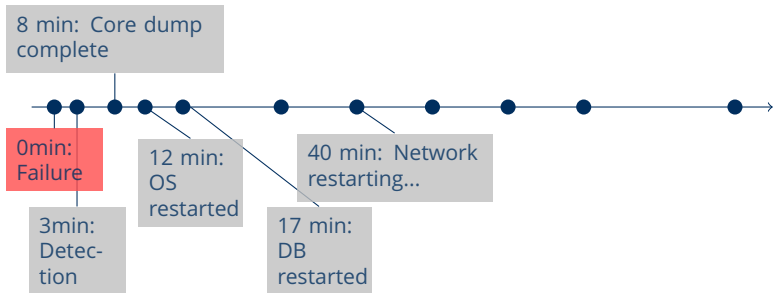 8 min: Core dump
complete
0min:
Failure
3min:
Detec-
tion
12 min:
OS
restarted
17 min:
DB
restarted
40 min: Network
restarting...